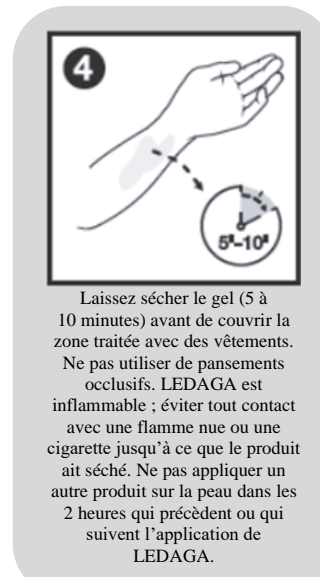 4
5ᵍ–10ᵍ
Laissez sécher le gel (5 à
10 minutes) avant de couvrir la
zone traitée avec des vêtements.
Ne pas utiliser de pansements
occlusifs. LEDAGA est
inflammable ; éviter tout contact
avec une flamme nue ou une
cigarette jusqu’à ce que le produit
ait séché. Ne pas appliquer un
autre produit sur la peau dans les
2 heures qui précèdent ou qui
suivent l’application de
LEDAGA.